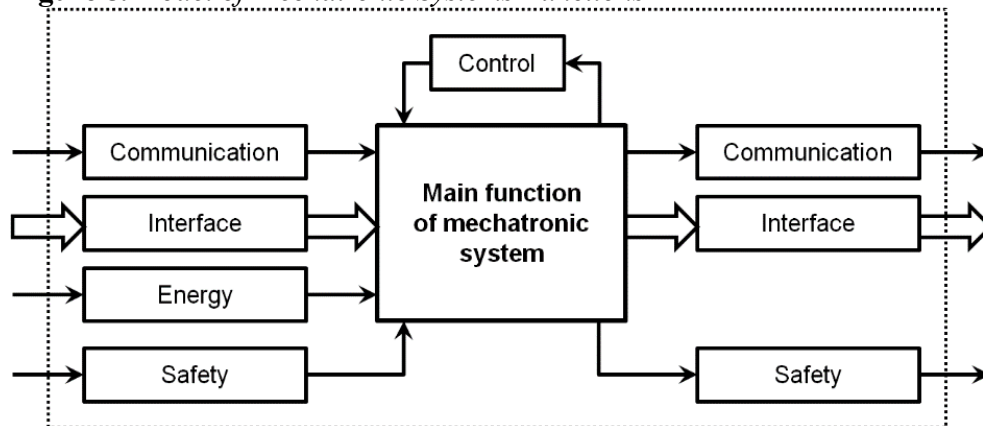 Control
Communication
Communication
Main function
of mechatronic
system
Interface
Interface
Energy
Safety
Safety